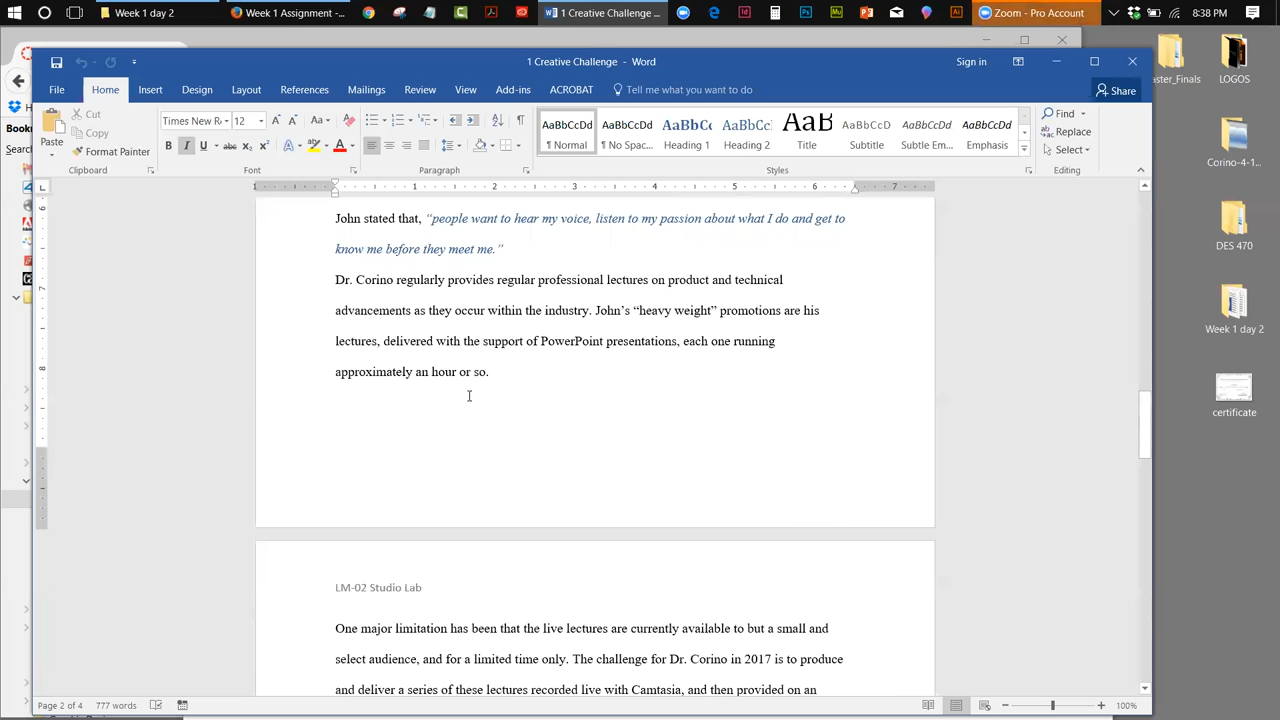 Week 1 day 2
Week 1 Assignment -...
1 Creative Challenge ...
Zoom - Pro Account
8:38 PM
1 Creative Challenge - Word
Sign in
File Home Insert Design Layout References Mailings Review View Add-ins ACROBAT Tell me what you want to do
Share
Cut
Copy
Format Painter
Paste
Clipboard
Times New R
12
Font
Paragraph
AaBbCcDd AaBbCcDd AaBbCc AaBbCc AaB AaBbCcD AaBbCcDd AaBbCcDd
¶ Normal ¶ No Spac... Heading 1 Heading 2 Title Subtitle Subtle Em... Emphasis
Styles
Find
Replace
Select
Editing
Bookm
Search
John stated that, “people want to hear my voice, listen to my passion about what I do and get to
know me before they meet me.”
Dr. Corino regularly provides regular professional lectures on product and technical
advancements as they occur within the industry. John’s “heavy weight” promotions are his
lectures, delivered with the support of PowerPoint presentations, each one running
approximately an hour or so.
LM-02 Studio Lab
One major limitation has been that the live lectures are currently available to but a small and
select audience, and for a limited time only. The challenge for Dr. Corino in 2017 is to produce
and deliver a series of these lectures recorded live with Camtasia, and then provided on an
Page 2 of 4 777 words
100%
aster_Finals
LOGOS
Corino-4-1...
DES 470
Week 1 day 2
certificate